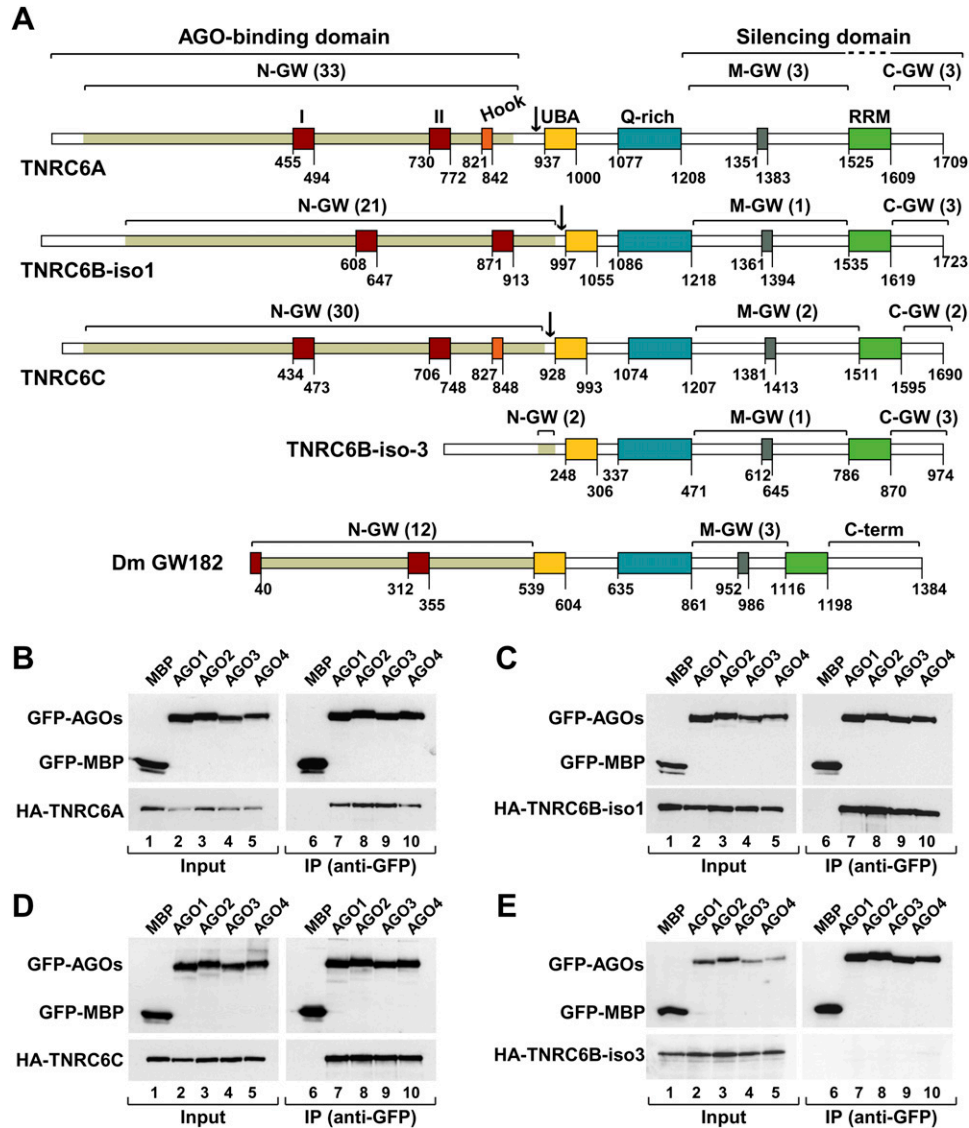 A
AGO-binding domain
Silencing domain
N-GW (33)
M-GW (3)
C-GW (3)
I
II
Hook
UBA
Q-rich
RRM
TNRC6A
455
730
821
937
1077
1351
1525
1709
494
772
842
1000
1208
1383
1609
N-GW (21)
M-GW (1)
C-GW (3)
TNRC6B-iso1
608
871
997
1086
1361
1535
1723
647
913
1055
1218
1394
1619
N-GW (30)
M-GW (2)
C-GW (2)
TNRC6C
434
706
827
928
1074
1381
1511
1690
473
748
848
993
1207
1413
1595
N-GW (2)
M-GW (1)
C-GW (3)
TNRC6B-iso-3
248
337
612
786
974
306
471
645
870
N-GW (12)
M-GW (3)
C-term
Dm GW182
40
312
539
635
952
1116
1384
355
604
861
986
1198
B
MBP AGO1 AGO2 AGO3 AGO4 MBP AGO1 AGO2 AGO3 AGO4
GFP-AGOs
GFP-MBP
HA-TNRC6A
1 2 3 4 5 6 7 8 9 10
Input IP (anti-GFP)
C
MBP AGO1 AGO2 AGO3 AGO4 MBP AGO1 AGO2 AGO3 AGO4
GFP-AGOs
GFP-MBP
HA-TNRC6B-iso1
1 2 3 4 5 6 7 8 9 10
Input IP (anti-GFP)
D
MBP AGO1 AGO2 AGO3 AGO4 MBP AGO1 AGO2 AGO3 AGO4
GFP-AGOs
GFP-MBP
HA-TNRC6C
1 2 3 4 5 6 7 8 9 10
Input IP (anti-GFP)
E
MBP AGO1 AGO2 AGO3 AGO4 MBP AGO1 AGO2 AGO3 AGO4
GFP-AGOs
GFP-MBP
HA-TNRC6B-iso3
1 2 3 4 5 6 7 8 9 10
Input IP (anti-GFP)